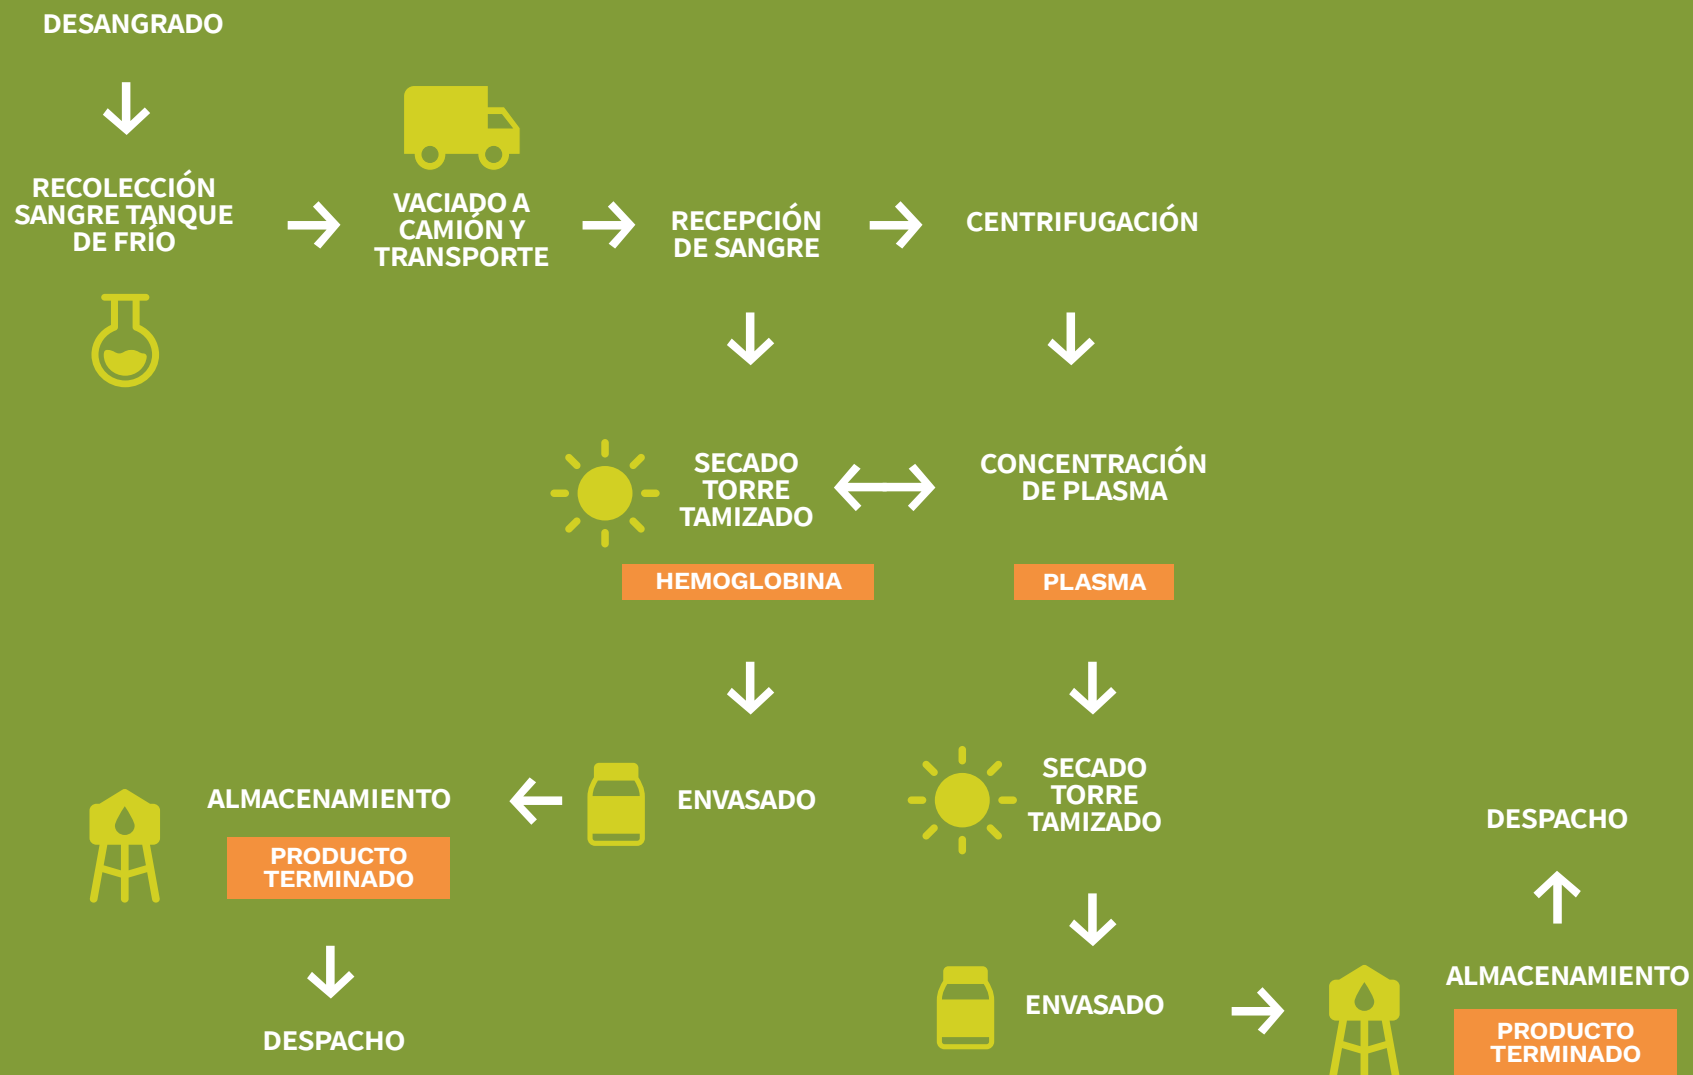 DESANGRADO
RECOLECCIÓN
SANGRE TANQUE
DE FRÍO
VACIADO A
CAMIÓN Y
TRANSPORTE
RECEPCIÓN
DE SANGRE
CENTRIFUGACIÓN
SECADO
TORRE
TAMIZADO
HEMOGLOBINA
CONCENTRACIÓN
DE PLASMA
PLASMA
ENVASADO
ALMACENAMIENTO
PRODUCTO
TERMINADO
DESPACHO
SECADO
TORRE
TAMIZADO
ENVASADO
ALMACENAMIENTO
PRODUCTO
TERMINADO
DESPACHO